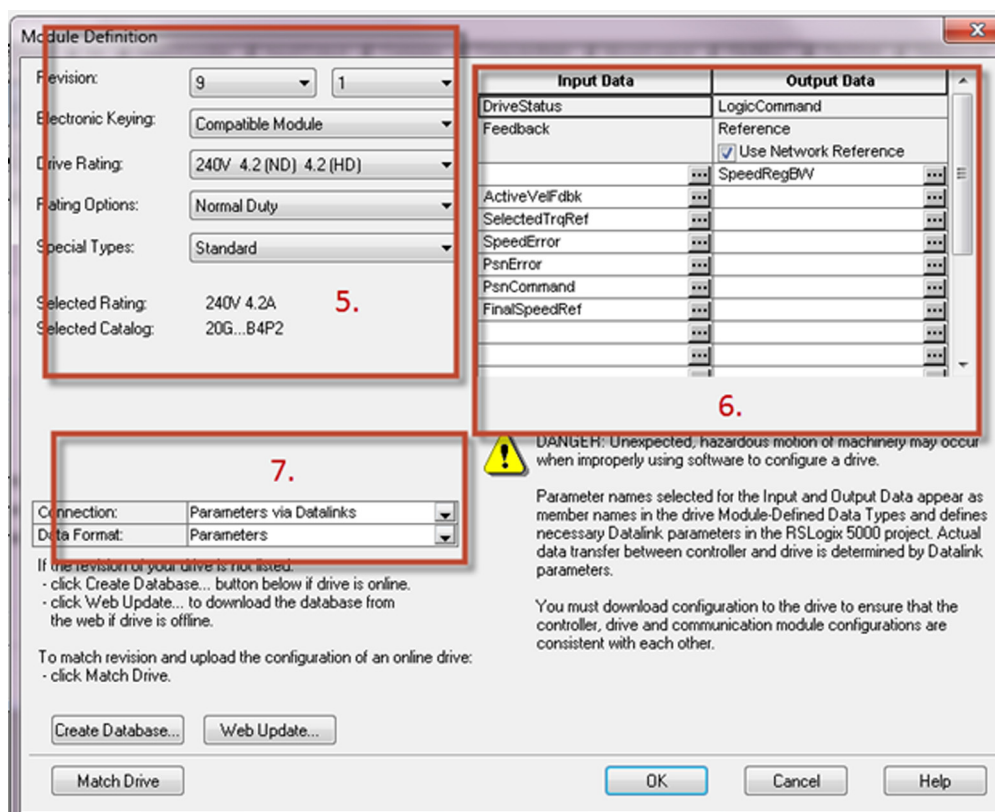 Module Definition
Revision: 9 1
Electronic Keying: Compatible Module
Drive Rating: 240V 4.2 (ND) 4.2 (HD)
Rating Options: Normal Duty
Special Types: Standard
Selected Rating: 240V 4.2A
Selected Catalog: 20G...B4P2
5.
Input Data Output Data
DriveStatus LogicCommand
Feedback Reference
Use Network Reference
... SpeedRegBW ...
ActiveVelFdbk ... ...
SelectedTrqRef ... ...
SpeedError ... ...
PsnError ... ...
PsnCommand ... ...
FinalSpeedRef ... ...
... ...
... ...
6.
7.
Connection: Parameters via Datalinks
Data Format: Parameters
If the revision of your drive is not listed:
- click Create Database... button below if drive is online.
- click Web Update... to download the database from
the web if drive is offline.
To match revision and upload the configuration of an online drive:
- click Match Drive.
DANGER: Unexpected, hazardous motion of machinery may occur
when improperly using software to configure a drive.
Parameter names selected for the Input and Output Data appear as
member names in the drive Module-Defined Data Types and defines
necessary Datalink parameters in the RSLogix 5000 project. Actual
data transfer between controller and drive is determined by Datalink
parameters.
You must download configuration to the drive to ensure that the
controller, drive and communication module configurations are
consistent with each other.
Create Database... Web Update...
Match Drive OK Cancel Help